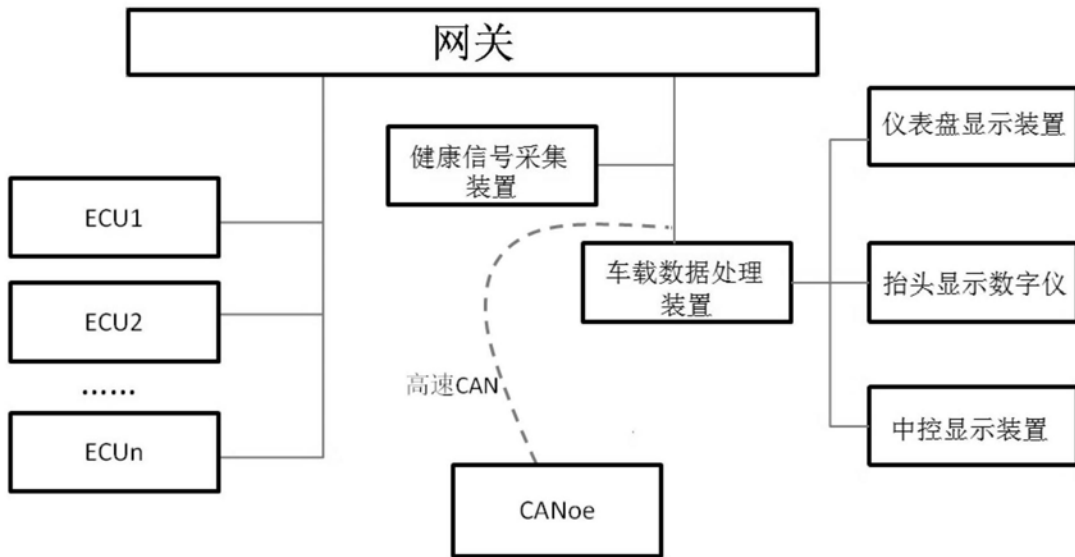 网关
健康信号采集
装置
仪表盘显示装置
ECU1
车载数据处理
装置
抬头显示数字仪
ECU2
......
高速CAN
ECUn
中控显示装置
CANoe